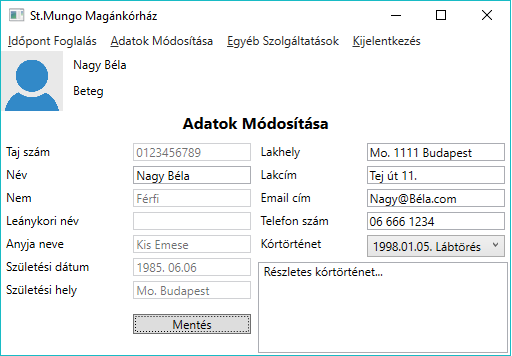 St.Mungo Magánkórház
Időpont Foglalás Adatok Módosítása Egyéb Szolgáltatások Kijelentkezés
Nagy Béla
Beteg
Adatok Módosítása
Taj szám 0123456789 Lakhely Mo. 1111 Budapest
Név Nagy Béla Lakcím Tej út 11.
Nem Férfi Email cím Nagy@Béla.com
Leánykori név Telefon szám 06 666 1234
Anyja neve Kis Emese Kórtörténet 1998.01.05. Lábtörés
Születési dátum 1985. 06.06 Részletes kórtörténet...
Születési hely Mo. Budapest
Mentés